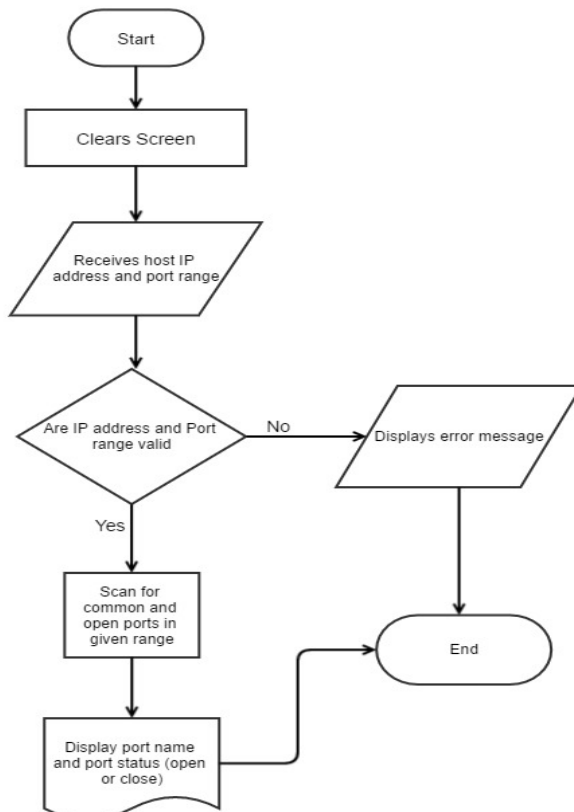 Start
Clears Screen
Receives host IP
address and port range
Are IP address and Port
range valid
No
Displays error message
Yes
Scan for
common and
open ports in
given range
End
Display port name
and port status (open
or close)